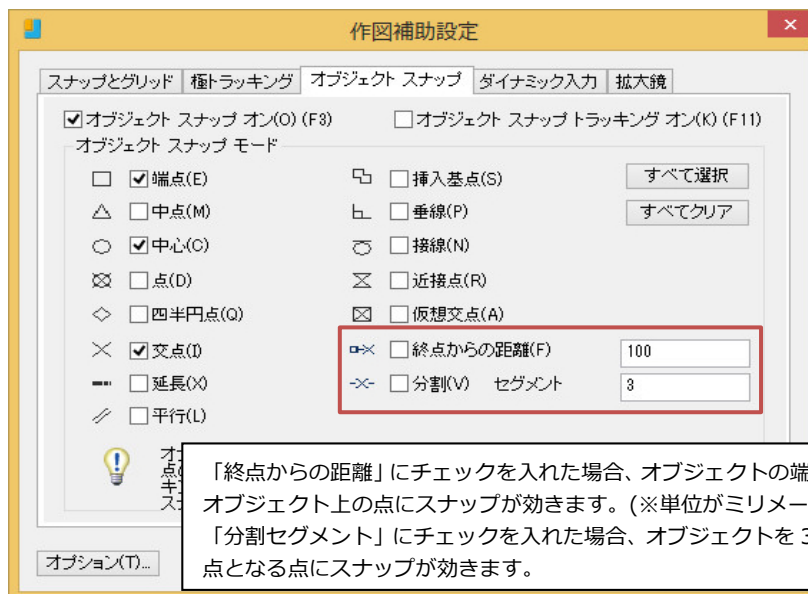 作図補助設定
スナップとグリッド 極トラッキング オブジェクト スナップ ダイナミック入力 拡大鏡
オブジェクト スナップ オン(O) (F3) オブジェクト スナップ トラッキング オン(K) (F11)
オブジェクト スナップ モード
端点(E) 挿入基点(S) すべて選択
中点(M) 垂線(P) すべてクリア
中心(C) 接線(N)
点(D) 近接点(R)
四半円点(Q) 仮想交点(A)
交点(I) 終点からの距離(F) 100
延長(X) 分割(V) セグメント 3
平行(L)
「終点からの距離」にチェックを入れた場合、オブジェクトの端
オブジェクト上の点にスナップが効きます。(※単位がミリメー
「分割セグメント」にチェックを入れた場合、オブジェクトを 3
点となる点にスナップが効きます。
オプション(T)...